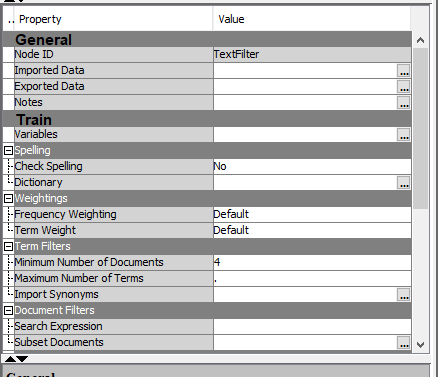 .. Property Value
General
Node ID TextFilter
Imported Data ...
Exported Data ...
Notes ...
Train
Variables ...
Spelling
Check Spelling No
Dictionary ...
Weightings
Frequency Weighting Default
Term Weight Default
Term Filters
Minimum Number of Documents 4
Maximum Number of Terms .
Import Synonyms ...
Document Filters
Search Expression
Subset Documents ...
General